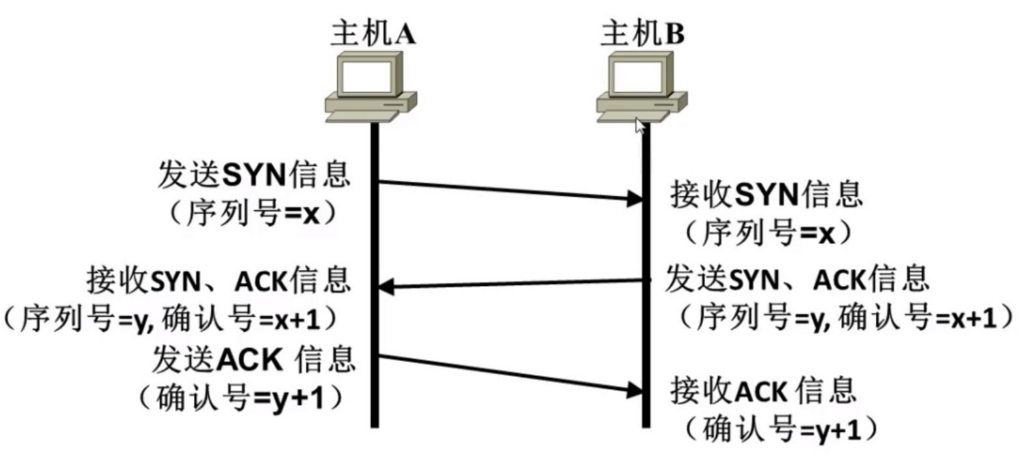 主机A
主机B
发送SYN信息
（序列号=x）
接收SYN信息
（序列号=x）
接收SYN、ACK信息
（序列号=y,确认号=x+1）
发送SYN、ACK信息
（序列号=y,确认号=x+1）
发送ACK 信息
（确认号=y+1）
接收ACK 信息
（确认号=y+1）